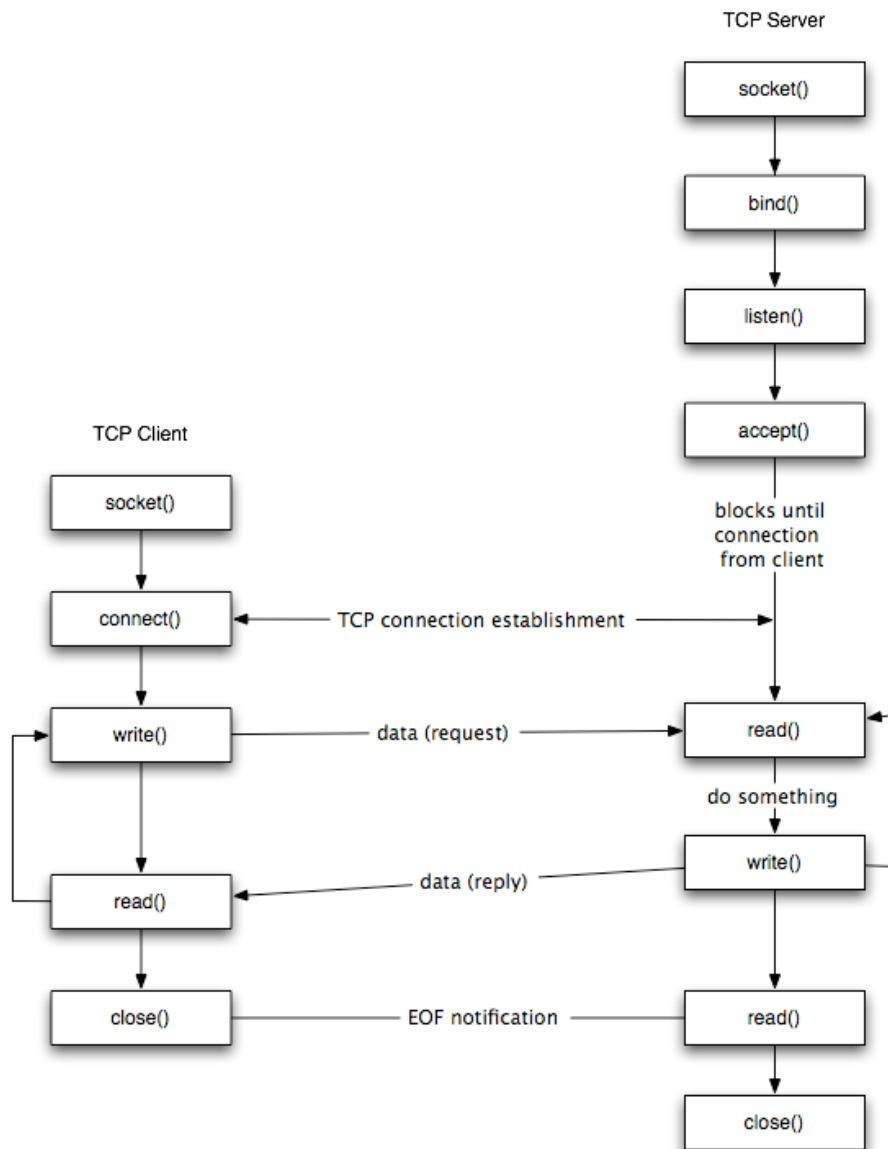 TCP Server
socket()
bind()
listen()
accept()
blocks until
connection
from client
TCP Client
socket()
connect()
TCP connection establishment
write()
data (request)
read()
do something
write()
data (reply)
read()
close()
EOF notification
read()
close()